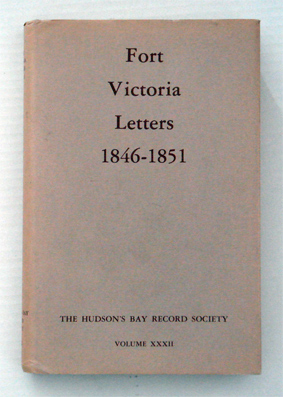 Fort
Victoria
Letters
1846-1851
THE HUDSON'S BAY RECORD SOCIETY
VOLUME XXXII